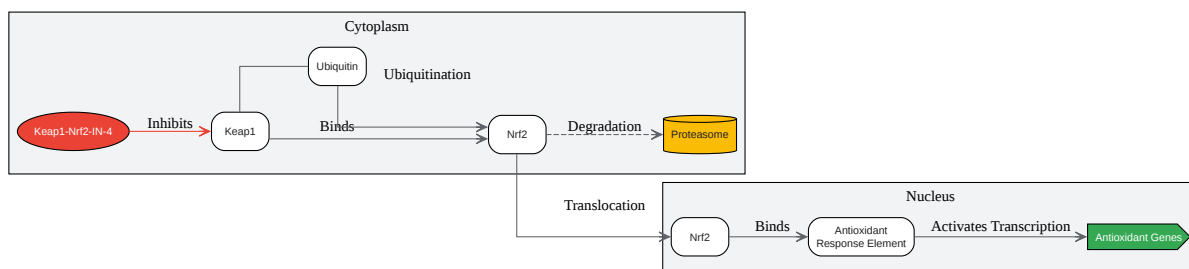 Cytoplasm
Ubiquitin
Ubiquitination
Keap1-Nrf2-IN-4
Inhibits
Keap1
Binds
Nrf2
Degradation
Proteasome
Translocation
Nucleus
Nrf2
Binds
Antioxidant
Response Element
Activates Transcription
Antioxidant Genes